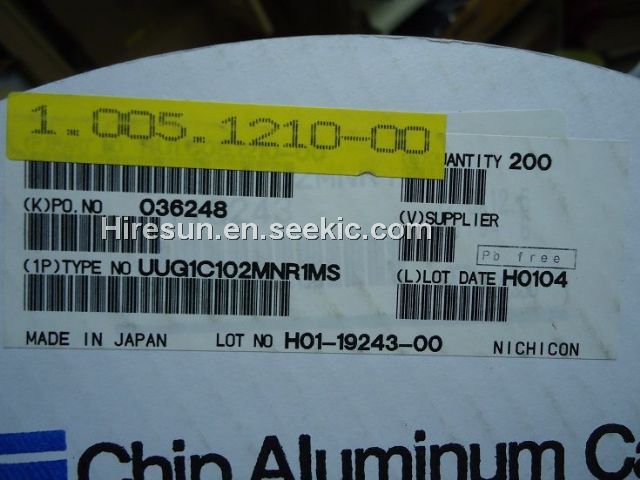 1.005.1210-00
QUANTITY 200
(K)PO.NO 036248
(V)SUPPLIER
Hiresun.en.seekic.com
Pb free
(1P)TYPE NO UUG1C102MNR1MS
(L)LOT DATE H0104
MADE IN JAPAN LOT NO H01-19243-00 NICHICON
Chip Aluminum Ca